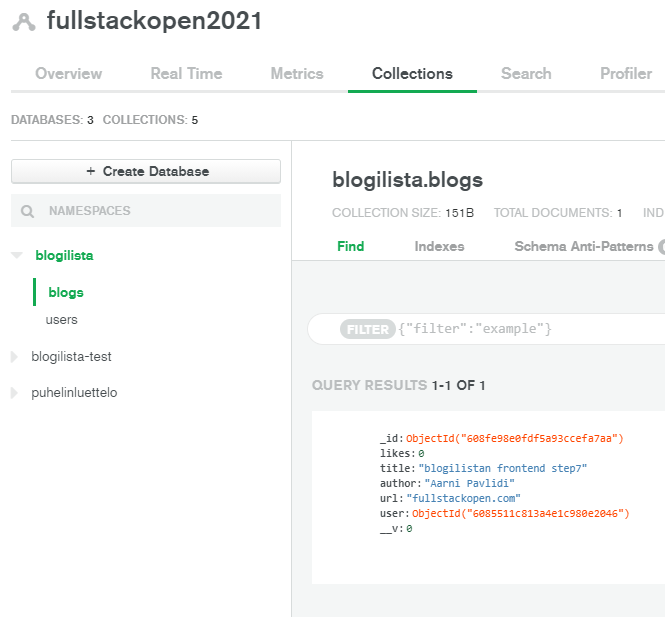 fullstackopen2021
Overview Real Time Metrics Collections Search Profiler
DATABASES: 3 COLLECTIONS: 5
+ Create Database
NAMESPACES
blogilista
blogs
users
blogilista-test
puhelinluettelo
blogilista.blogs
COLLECTION SIZE: 151B TOTAL DOCUMENTS: 1 IND
Find Indexes Schema Anti-Patterns
FILTER {"filter":"example"}
QUERY RESULTS 1-1 OF 1
_id: ObjectId("608fe98e0fdf5a93ccefa7aa")
likes: 0
title: "blogilistan frontend step7"
author: "Aarni Pavlidi"
url: "fullstackopen.com"
user: ObjectId("6085511c813a4e1c980e2046")
__v: 0